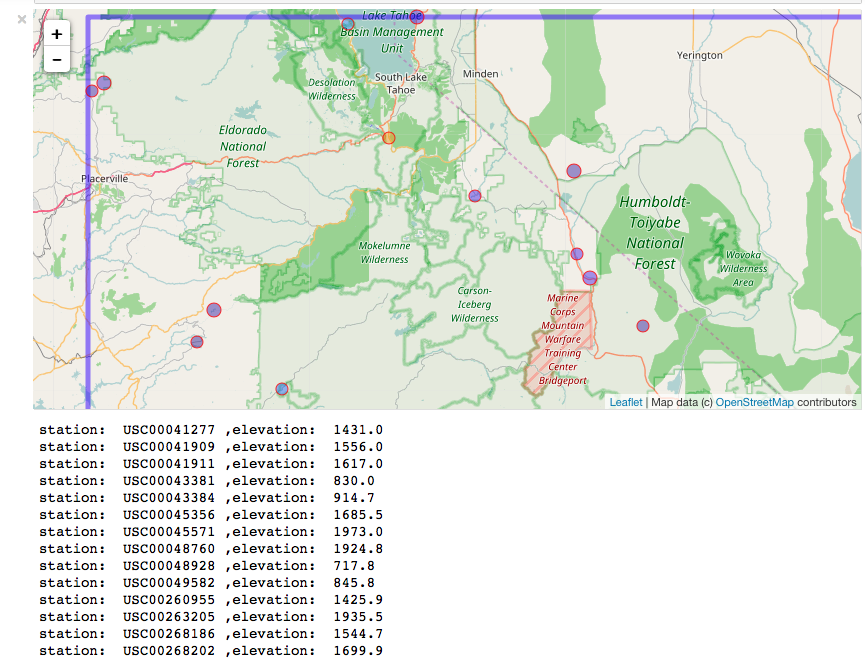 ×
+
−
Lake Tahoe
Basin Management
Unit
Desolation
Wilderness
South Lake
Tahoe
Minden
Yerington
Eldorado
National
Forest
Placerville
Mokelumne
Wilderness
Humboldt-
Toiyabe
National
Forest
Wovoka
Wilderness
Area
Carson-
Iceberg
Wilderness
Marine
Corps
Mountain
Warfare
Training
Center
Bridgeport
Leaflet | Map data (c) OpenStreetMap contributors
station:  USC00041277 ,elevation:  1431.0
station:  USC00041909 ,elevation:  1556.0
station:  USC00041911 ,elevation:  1617.0
station:  USC00043381 ,elevation:  830.0
station:  USC00043384 ,elevation:  914.7
station:  USC00045356 ,elevation:  1685.5
station:  USC00045571 ,elevation:  1973.0
station:  USC00048760 ,elevation:  1924.8
station:  USC00048928 ,elevation:  717.8
station:  USC00049582 ,elevation:  845.8
station:  USC00260955 ,elevation:  1425.9
station:  USC00263205 ,elevation:  1935.5
station:  USC00268186 ,elevation:  1544.7
station:  USC00268202 ,elevation:  1699.9